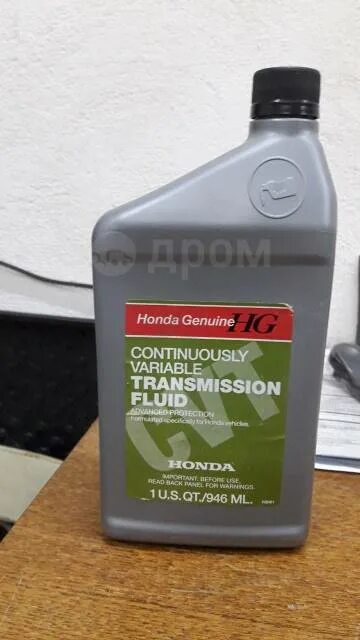 дром
Honda Genuine HG
CONTINUOUSLY
VARIABLE
TRANSMISSION
FLUID
ADVANCED PROTECTION
Formulated specifically for Honda vehicles.
CVT
HONDA
IMPORTANT: BEFORE USE,
READ BACK PANEL FOR WARNINGS.
1 U.S. QT./946 ML.